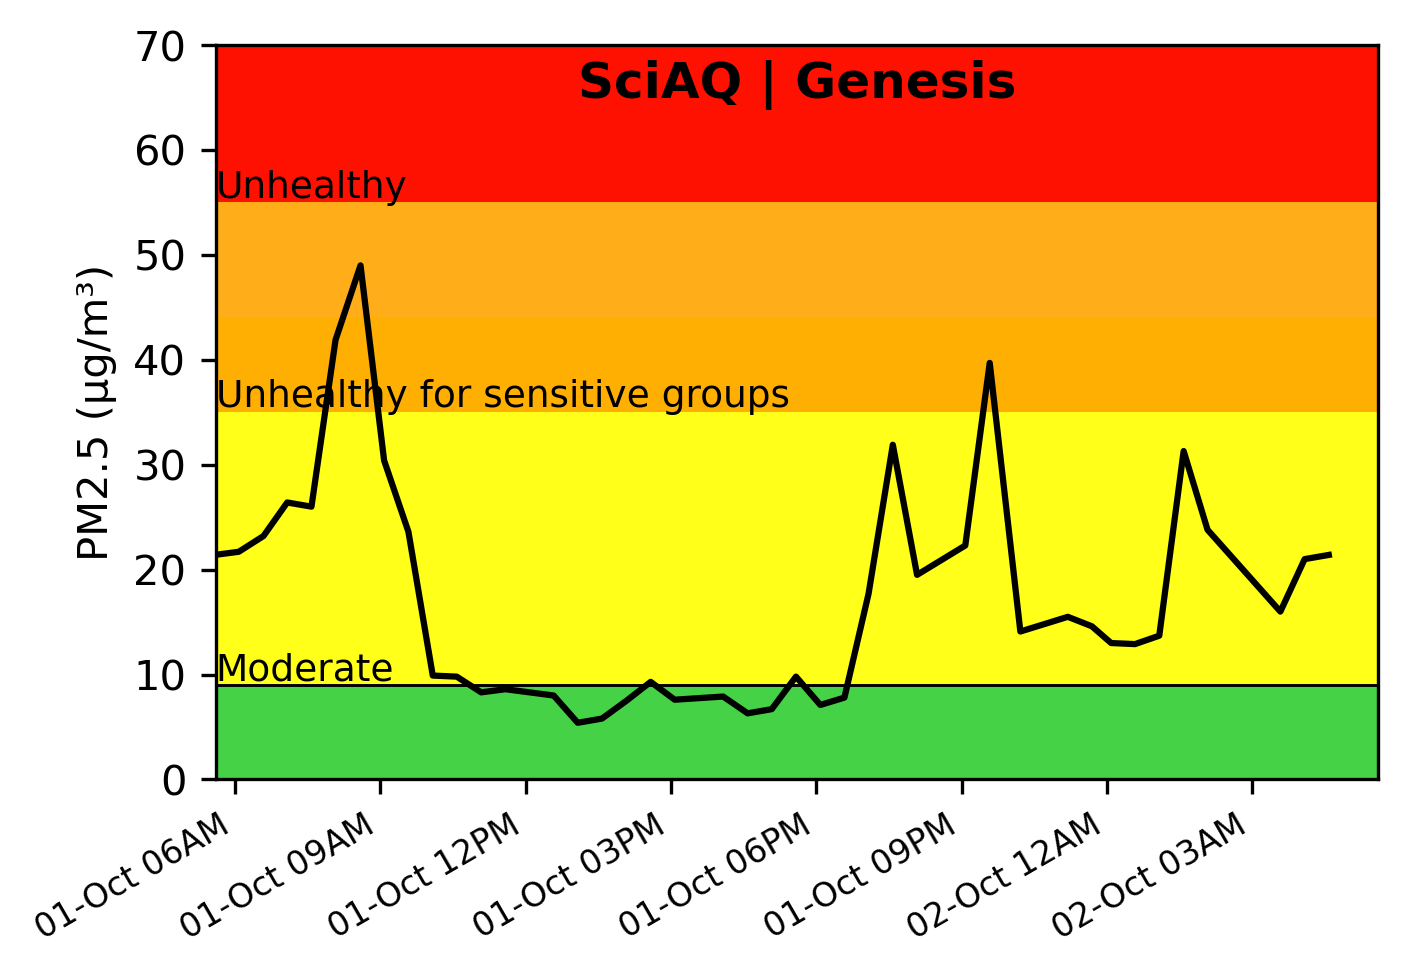 SciAQ | Genesis
70
60
Unhealthy
50
40
Unhealthy for sensitive groups
30
20
10
Moderate
0
PM2.5 (µg/m³)
01-Oct 06AM
01-Oct 09AM
01-Oct 12PM
01-Oct 03PM
01-Oct 06PM
01-Oct 09PM
02-Oct 12AM
02-Oct 03AM